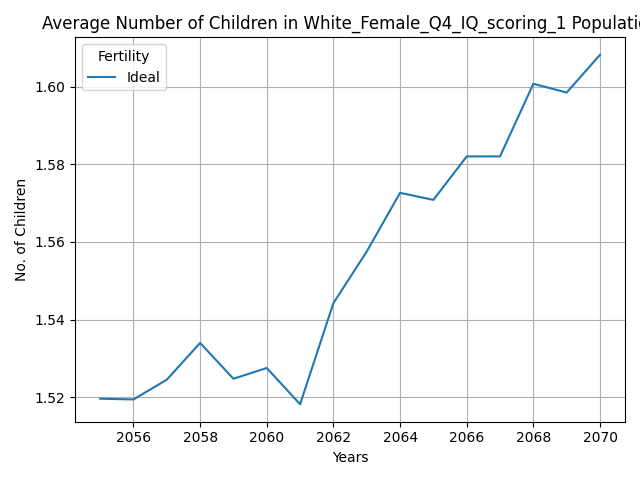 Average Number of Children in White_Female_Q4_IQ_scoring_1 Populatio
Fertility
Ideal
1.60
1.58
1.56
1.54
1.52
No. of Children
2056 2058 2060 2062 2064 2066 2068 2070
Years